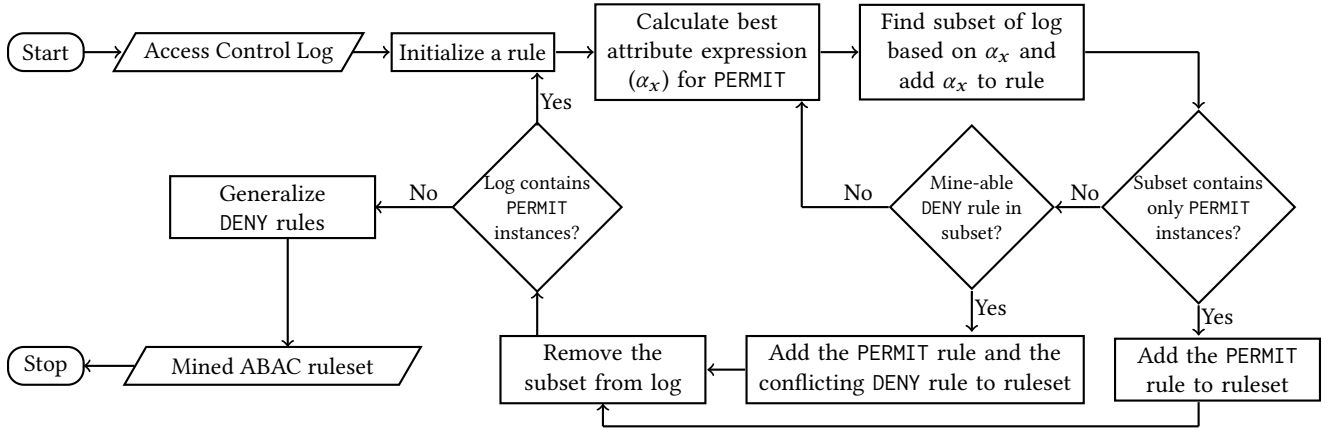 Start
Access Control Log
Initialize a rule
Calculate best
attribute expression
(αₓ) for PERMIT
Find subset of log
based on αₓ and
add αₓ to rule
Yes
Log contains
PERMIT
instances?
No
Generalize
DENY rules
Mine-able
DENY rule in
subset?
No
Subset contains
only PERMIT
instances?
No
Yes
Yes
Stop
Mined ABAC ruleset
Remove the
subset from log
Add the PERMIT rule and the
conflicting DENY rule to ruleset
Add the PERMIT
rule to ruleset